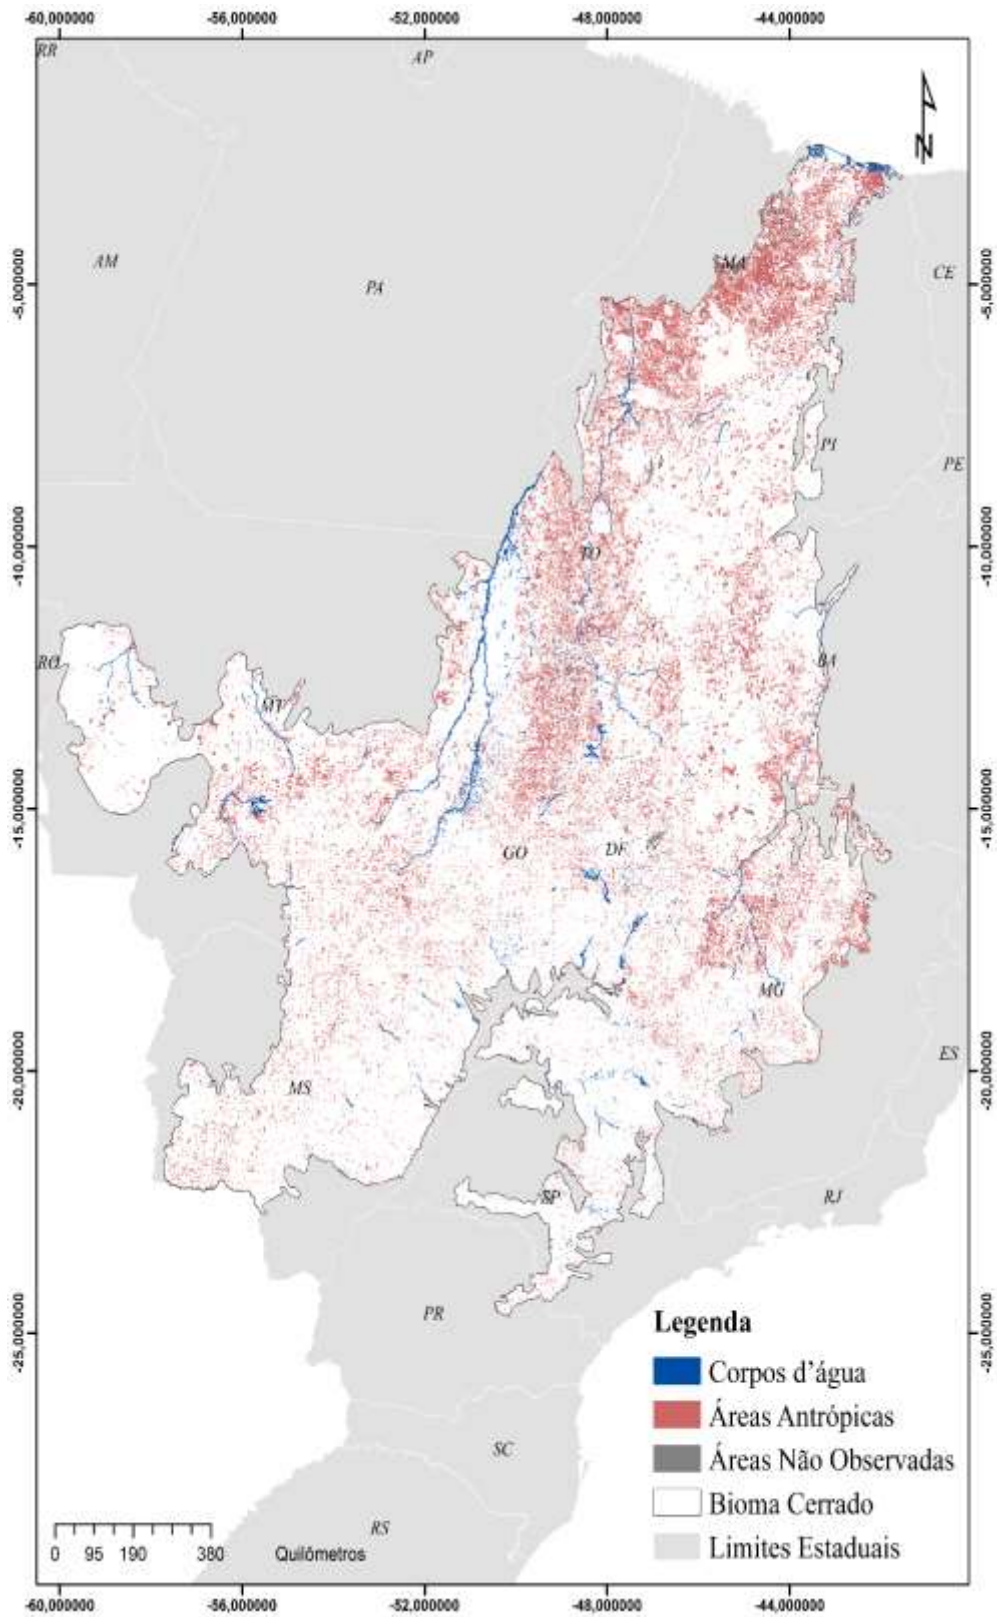 -60,000000 -56,000000 -52,000000 -48,000000 -44,000000
RR
AP
N
AM
PA
MA
CE
-5,000000 -5,000000
PI
PE
-10,000000 -10,000000
TO
RO
BA
MT
-15,000000 -15,000000
GO
DF
MG
ES
-20,000000 -20,000000
MS
SP
RJ
PR
-25,000000 -25,000000
SC
RS
Legenda
Corpos d’água
Áreas Antrópicas
Áreas Não Observadas
Bioma Cerrado
Limites Estaduais
0 95 190 380 Quilômetros
-60,000000 -56,000000 -52,000000 -48,000000 -44,000000